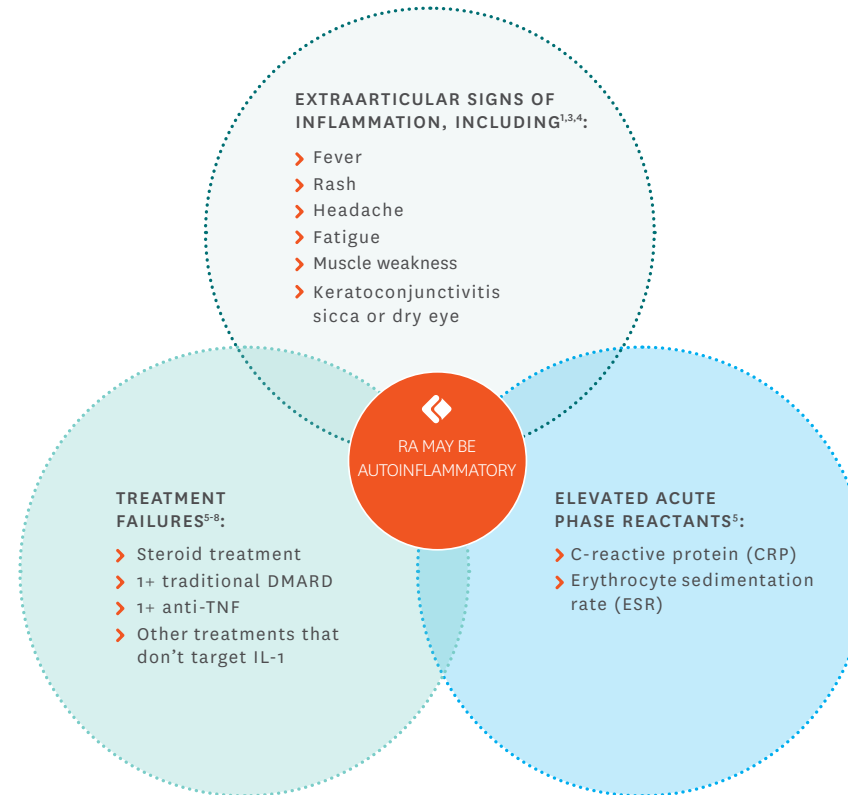 EXTRAARTICULAR SIGNS OF
INFLAMMATION, INCLUDING1,3,4:
Fever
Rash
Headache
Fatigue
Muscle weakness
Keratoconjunctivitis
sicca or dry eye
RA MAY BE
AUTOINFLAMMATORY
TREATMENT
FAILURES5-8:
Steroid treatment
1+ traditional DMARD
1+ anti-TNF
Other treatments that
don’t target IL-1
ELEVATED ACUTE
PHASE REACTANTS5:
C-reactive protein (CRP)
Erythrocyte sedimentation
rate (ESR)